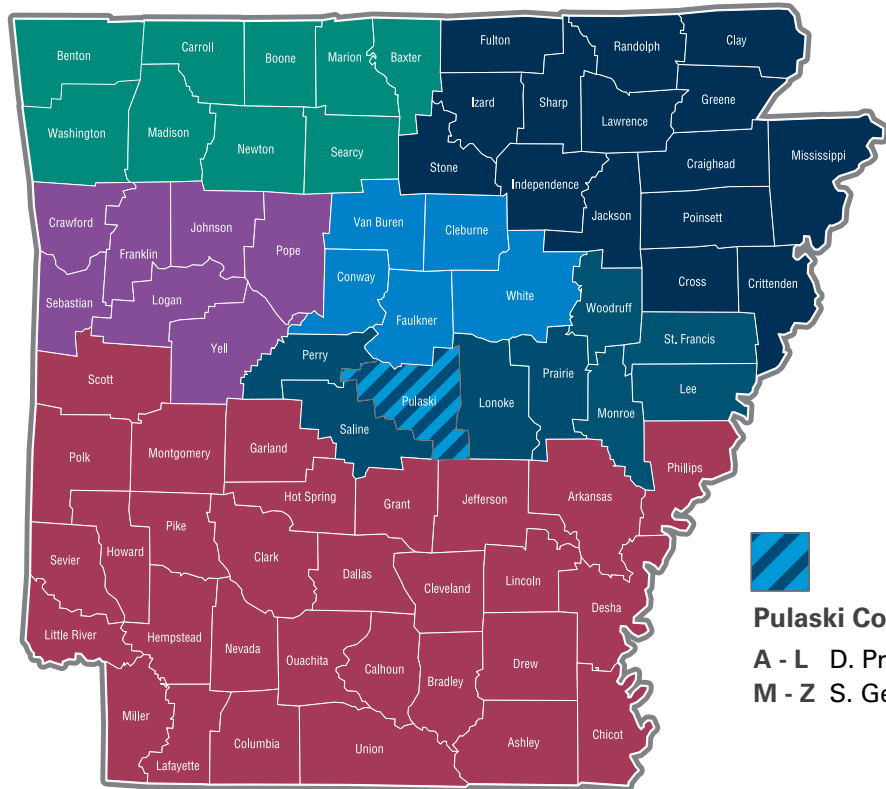 Benton
Carroll
Boone
Marion
Baxter
Fulton
Randolph
Clay
Washington
Madison
Newton
Searcy
Izard
Sharp
Lawrence
Greene
Stone
Independence
Jackson
Craighead
Mississippi
Poinsett
Crawford
Franklin
Johnson
Pope
Van Buren
Cleburne
Sebastian
Logan
Conway
Faulkner
White
Woodruff
Cross
Crittenden
Yell
Perry
Pulaski
Lonoke
Prairie
St. Francis
Lee
Monroe
Scott
Saline
Polk
Montgomery
Garland
Hot Spring
Grant
Jefferson
Arkansas
Phillips
Sevier
Howard
Pike
Clark
Dallas
Cleveland
Lincoln
Desha
Little River
Hempstead
Nevada
Ouachita
Calhoun
Bradley
Drew
Miller
Lafayette
Columbia
Union
Ashley
Chicot
Pulaski Co
A - L D. Pr
M - Z S. Ge